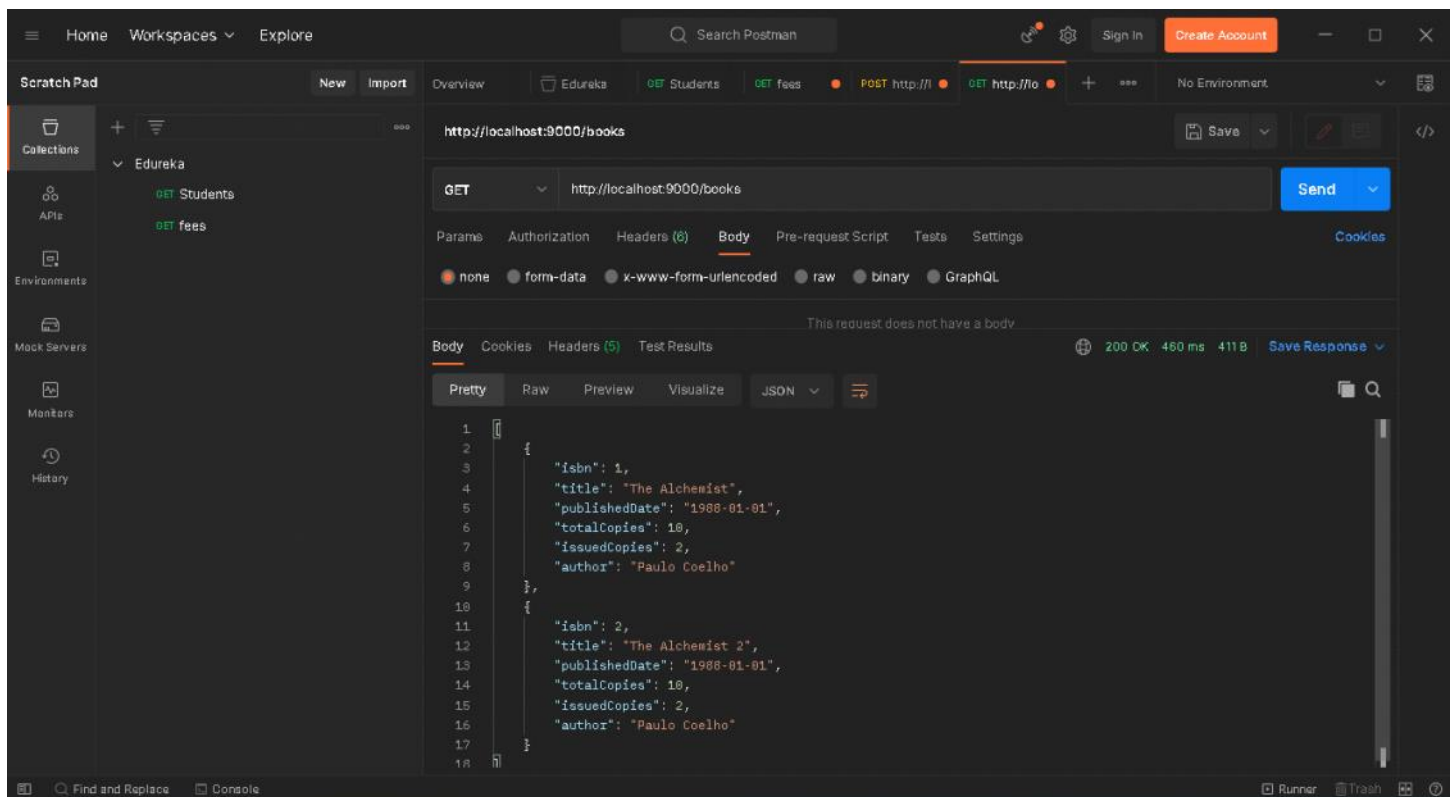 Home Workspaces Explore Search Postman Sign In Create Account
Scratch Pad New Import Overview Edureka GET Students GET fees POST http://l GET http://lo No Environment
http://localhost:9000/books Save
Collections
Edureka
GET Students
GET fees
APIs
Environments
Mock Servers
Monitors
History
GET http://localhost:9000/books Send
Params Authorization Headers (6) Body Pre-request Script Tests Settings Cookies
none form-data x-www-form-urlencoded raw binary GraphQL
This request does not have a body
Body Cookies Headers (5) Test Results 200 OK 460 ms 411 B Save Response
Pretty Raw Preview Visualize JSON
1 [
2 {
3 "isbn": 1,
4 "title": "The Alchemist",
5 "publishedDate": "1988-01-01",
6 "totalCopies": 10,
7 "issuedCopies": 2,
8 "author": "Paulo Coelho"
9 },
10 {
11 "isbn": 2,
12 "title": "The Alchemist 2",
13 "publishedDate": "1988-01-01",
14 "totalCopies": 10,
15 "issuedCopies": 2,
16 "author": "Paulo Coelho"
17 }
18 ]
Find and Replace Console Runner Trash